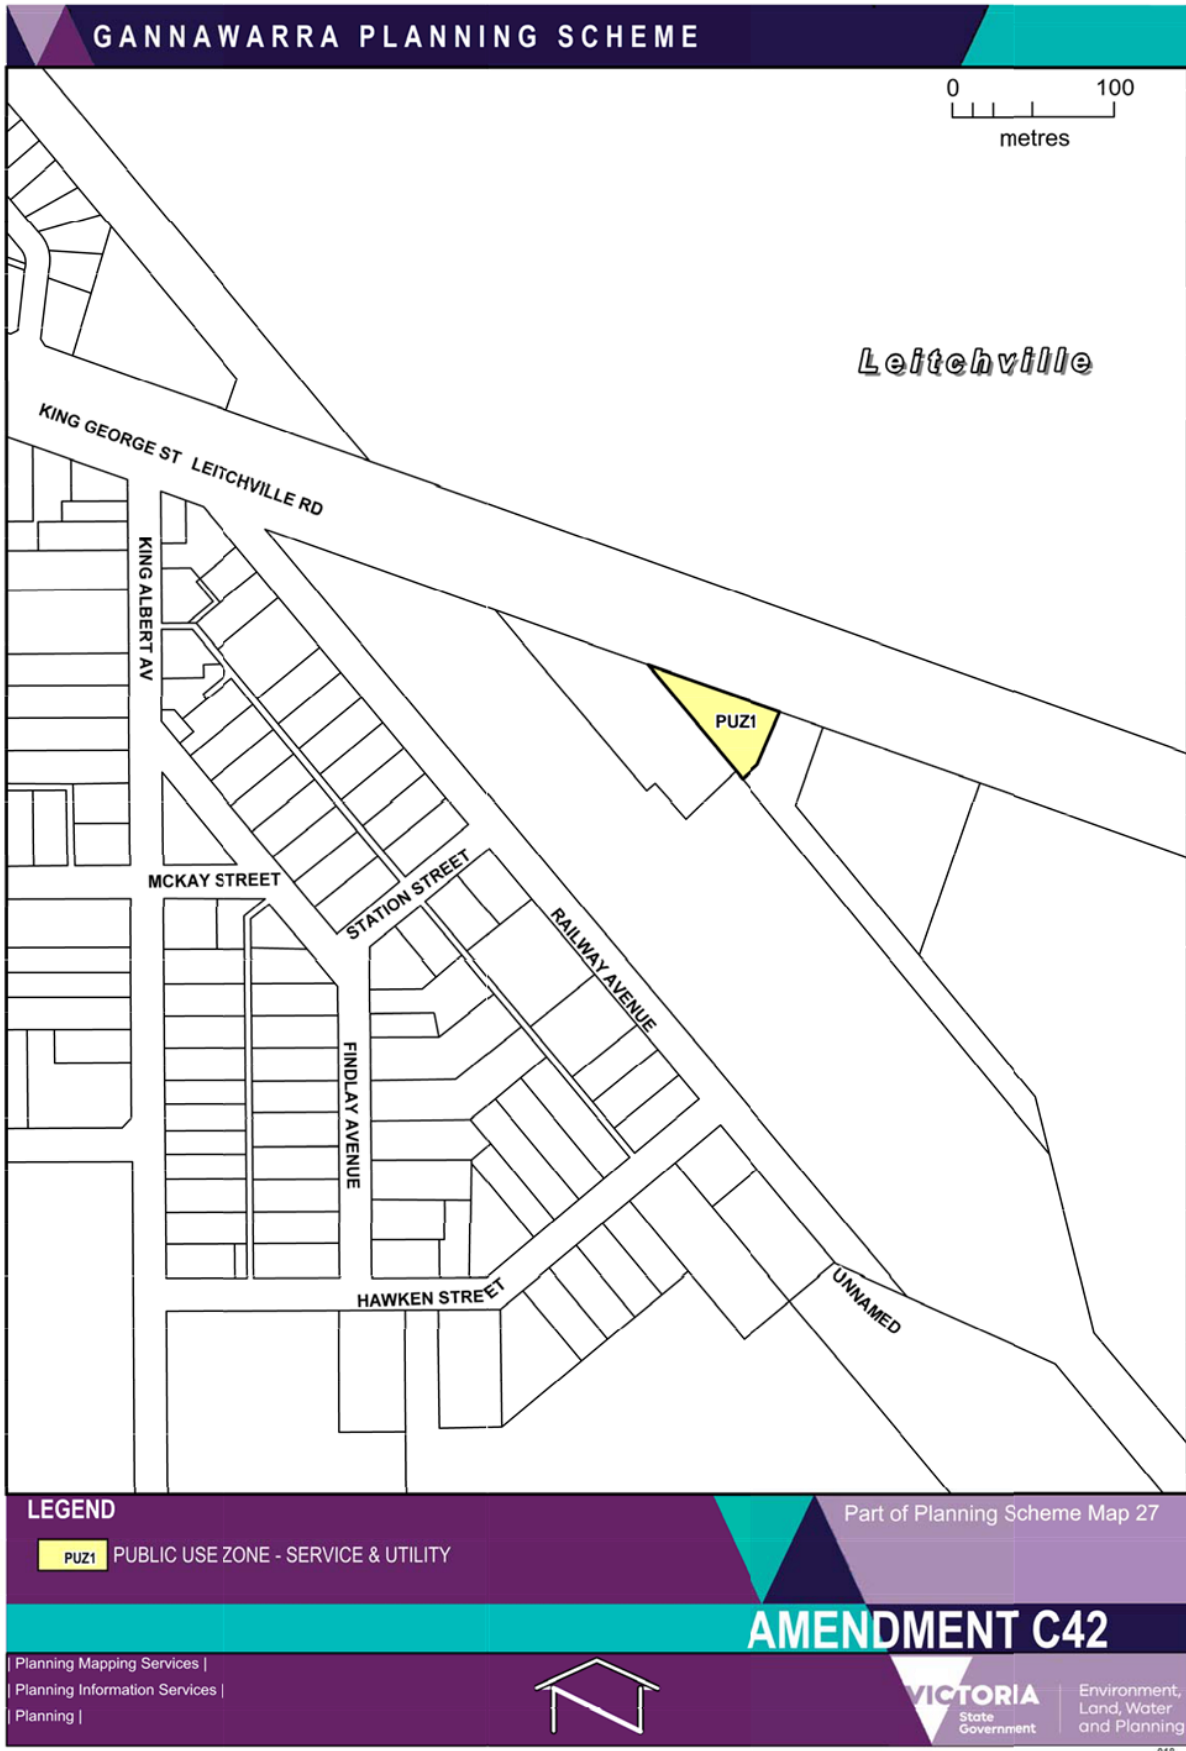 GANNAWARRA PLANNING SCHEME
0 100
metres
Leitchville
KING GEORGE ST LEITCHVILLE RD
KING ALBERT AV
PUZ1
MCKAY STREET
STATION STREET
RAILWAY AVENUE
FINDLAY AVENUE
HAWKEN STREET
UNNAMED
LEGEND
PUZ1 PUBLIC USE ZONE - SERVICE & UTILITY
Part of Planning Scheme Map 27
AMENDMENT C42
| Planning Mapping Services |
| Planning Information Services |
| Planning |
VICTORIA
State
Government
Environment,
Land, Water
and Planning